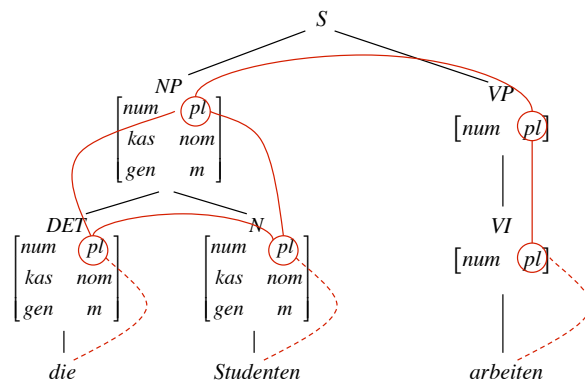 S
NP VP
[num pl] [num pl]
kas nom
gen m
DET N VI
[num pl] [num pl] [num pl]
kas nom kas nom
gen m gen m
die Studenten arbeiten